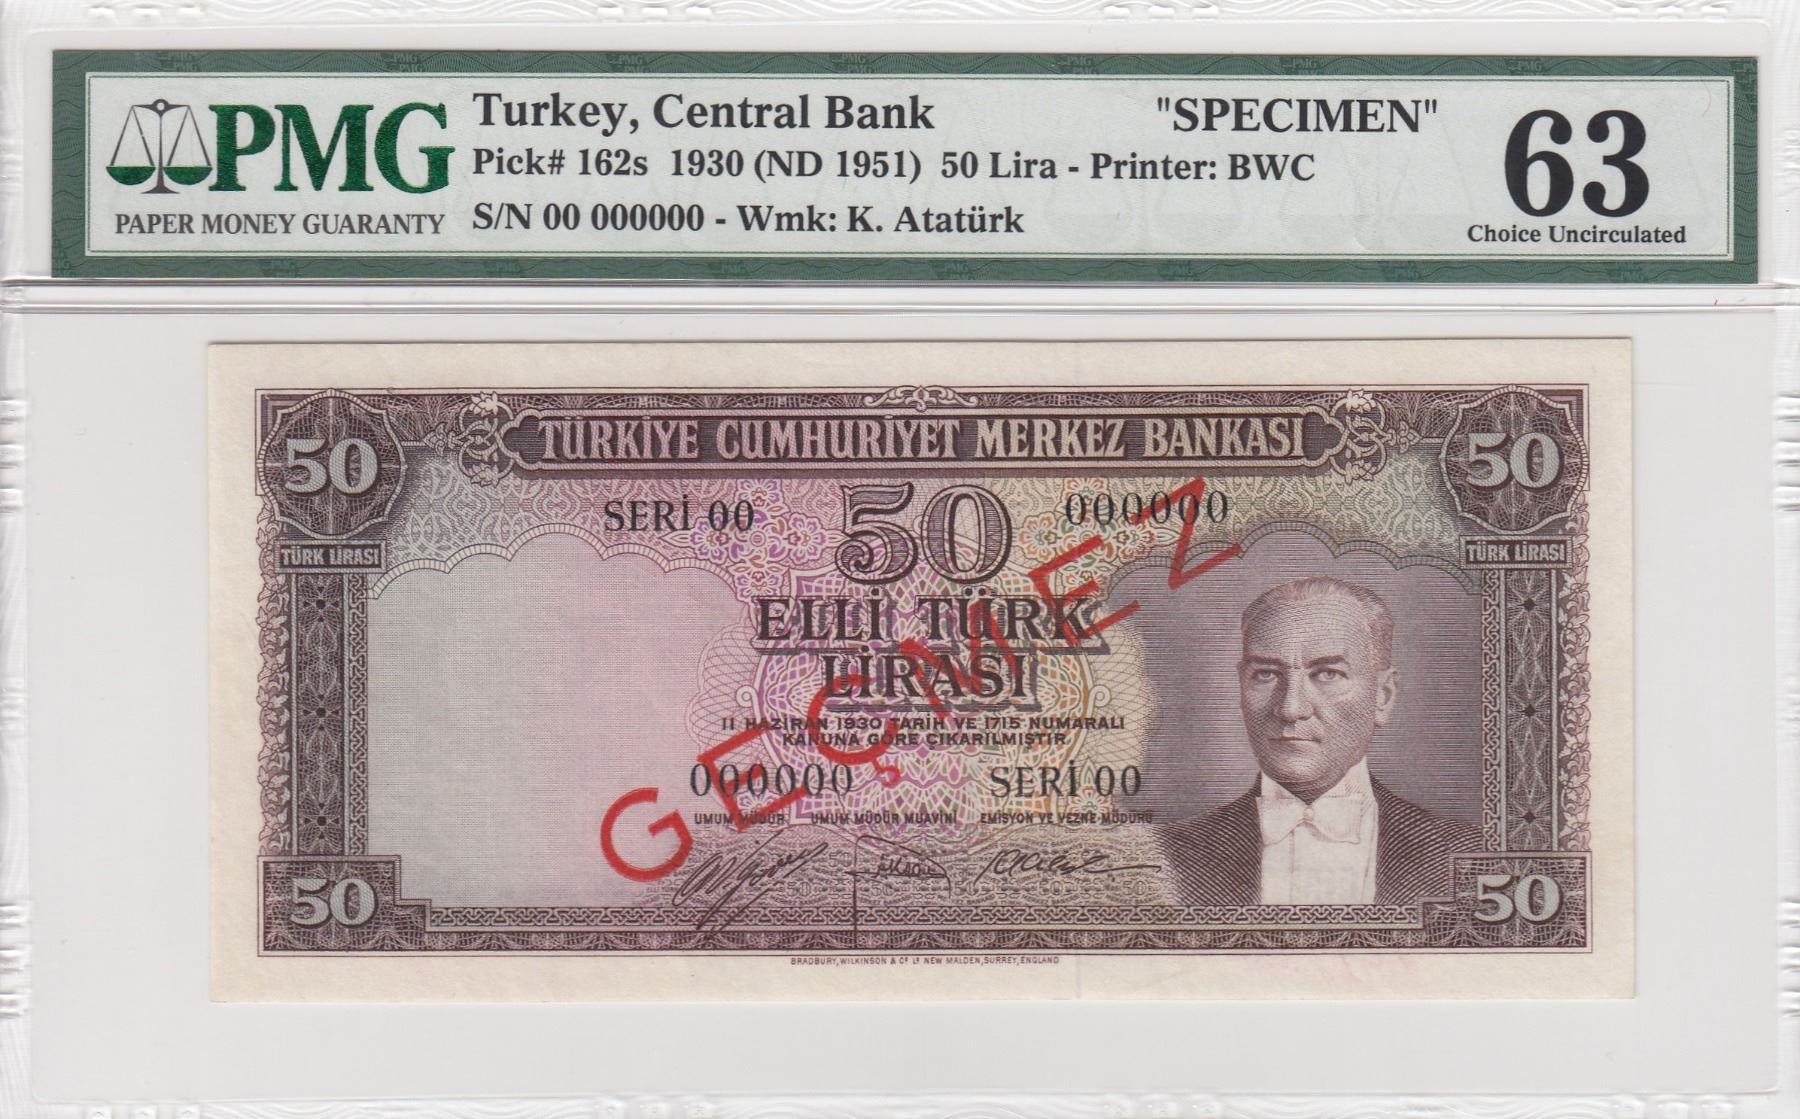 PMG
PAPER MONEY GUARANTY
Turkey, Central Bank "SPECIMEN"
Pick# 162s 1930 (ND 1951) 50 Lira - Printer: BWC
S/N 00 000000 - Wmk: K. Atatürk
63
Choice Uncirculated
TÜRKİYE CUMHURİYET MERKEZ BANKASI
50 50
SERİ 00 50 000000
TÜRK LİRASI TÜRK LİRASI
ELLİ TÜRK
LİRASI
11 HAZİRAN 1930 TARİH VE 1715 NUMARALI
KANUNA GÖRE ÇIKARILMIŞTIR
000000 SERİ 00
UMUM MÜDÜR UMUM MÜDÜR MUAVİNİ EMİSYON VE VEZNE MÜDÜRÜ
GEÇMEZ
50 50
BRADBURY, WILKINSON & Cº Lº NEW MALDEN, SURREY, ENGLAND